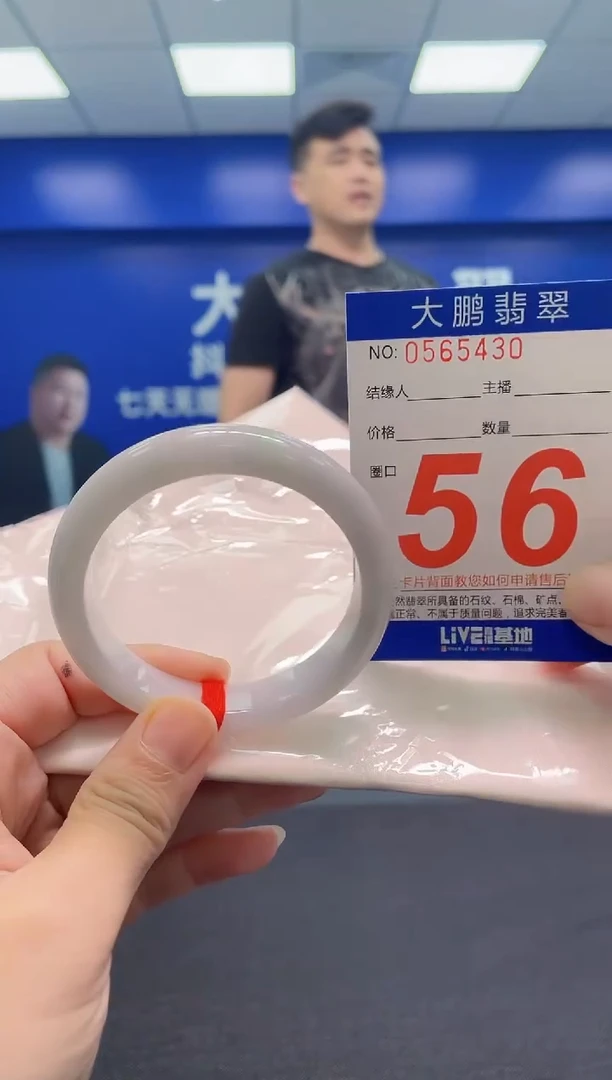 大
抖
七天无理
大鹏翡翠
NO: 0565430
结缘人 主播
价格 数量
圈口
56
卡片背面教您如何申请售后
然翡翠所具备的石纹、石棉、矿点、
正常、不属于质量问题，追求完美者
LiVE 基地